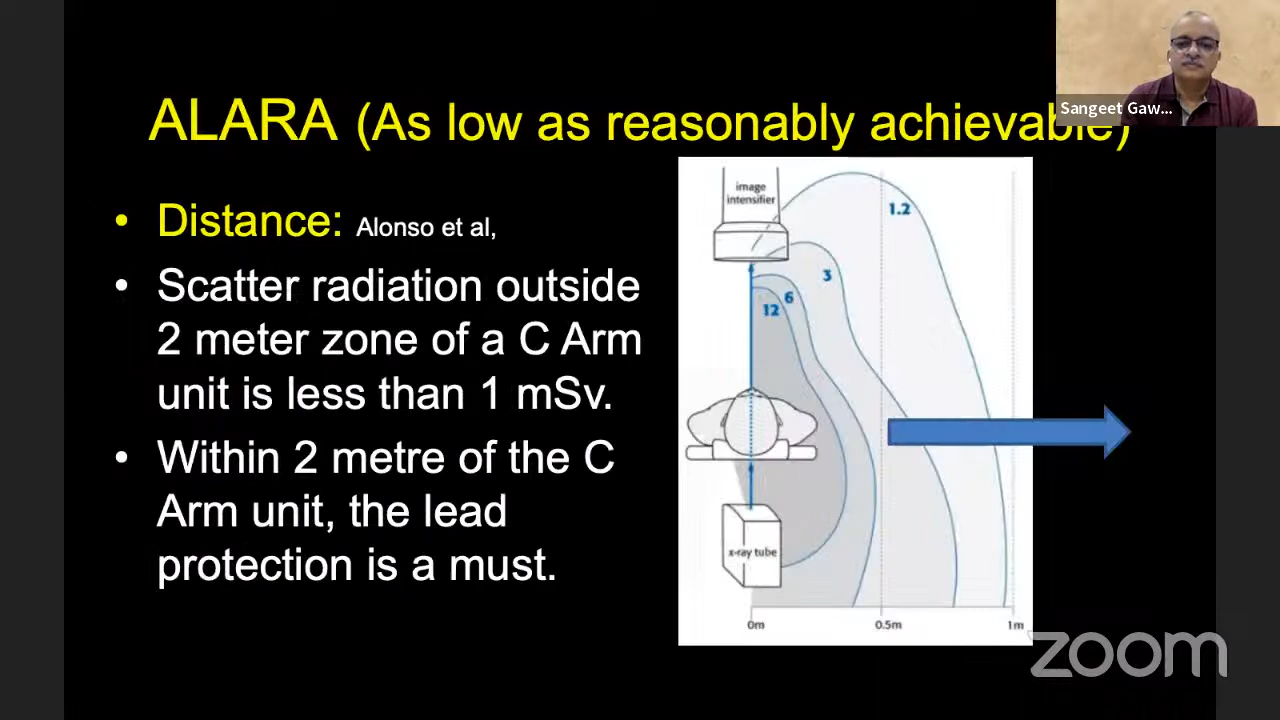 Sangeet Gaw...
ALARA (As low as reasonably achievable)
• Distance: Alonso et al,
• Scatter radiation outside
2 meter zone of a C Arm
unit is less than 1 mSv.
• Within 2 metre of the C
Arm unit, the lead
protection is a must.
image
intensifier
1.2
3
6
12
x-ray tube
0m
0.5m
1m
zoom